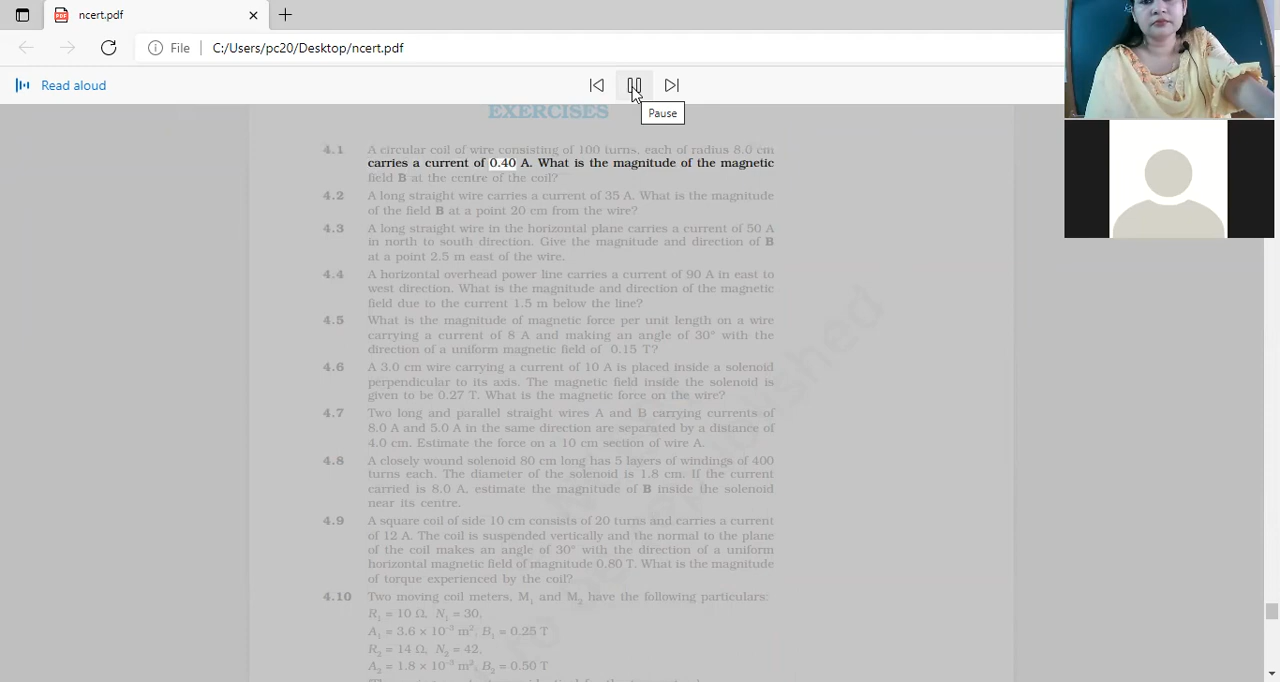 ncert.pdf
File C:/Users/pc20/Desktop/ncert.pdf
Read aloud
Pause
EXERCISES
4.1 A circular coil of wire consisting of 100 turns, each of radius 8.0 cm
carries a current of 0.40 A. What is the magnitude of the magnetic
field B at the centre of the coil?
4.2 A long straight wire carries a current of 35 A. What is the magnitude
of the field B at a point 20 cm from the wire?
4.3 A long straight wire in the horizontal plane carries a current of 50 A
in north to south direction. Give the magnitude and direction of B
at a point 2.5 m east of the wire.
4.4 A horizontal overhead power line carries a current of 90 A in east to
west direction. What is the magnitude and direction of the magnetic
field due to the current 1.5 m below the line?
4.5 What is the magnitude of magnetic force per unit length on a wire
carrying a current of 8 A and making an angle of 30° with the
direction of a uniform magnetic field of 0.15 T?
4.6 A 3.0 cm wire carrying a current of 10 A is placed inside a solenoid
perpendicular to its axis. The magnetic field inside the solenoid is
given to be 0.27 T. What is the magnetic force on the wire?
4.7 Two long and parallel straight wires A and B carrying currents of
8.0 A and 5.0 A in the same direction are separated by a distance of
4.0 cm. Estimate the force on a 10 cm section of wire A.
4.8 A closely wound solenoid 80 cm long has 5 layers of windings of 400
turns each. The diameter of the solenoid is 1.8 cm. If the current
carried is 8.0 A, estimate the magnitude of B inside the solenoid
near its centre.
4.9 A square coil of side 10 cm consists of 20 turns and carries a current
of 12 A. The coil is suspended vertically and the normal to the plane
of the coil makes an angle of 30° with the direction of a uniform
horizontal magnetic field of magnitude 0.80 T. What is the magnitude
of torque experienced by the coil?
4.10 Two moving coil meters, M₁ and M₂ have the following particulars:
R₁ = 10 Ω, N₁ = 30,
A₁ = 3.6 × 10⁻³ m², B₁ = 0.25 T
R₂ = 14 Ω, N₂ = 42,
A₂ = 1.8 × 10⁻³ m², B₂ = 0.50 T